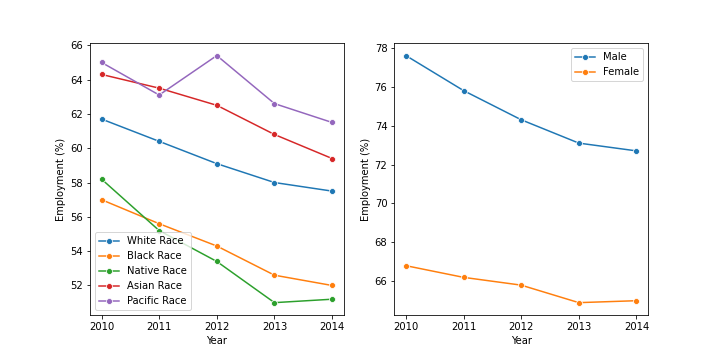 66
64
62
60
58
56
54
52
Employment (%)
White Race
Black Race
Native Race
Asian Race
Pacific Race
2010 2011 2012 2013 2014
Year
78
76
74
72
70
68
66
Employment (%)
Male
Female
2010 2011 2012 2013 2014
Year